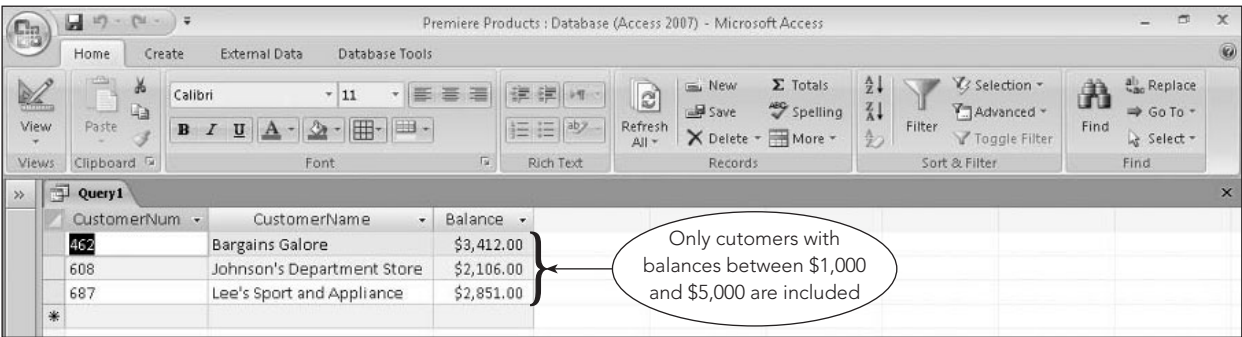 Premiere Products : Database (Access 2007) - Microsoft Access
Home Create External Data Database Tools
View
Views
Paste
Clipboard
Calibri 11
B I U A
Font
ab
Rich Text
Refresh All
New
Save
Delete
Σ Totals
ABC Spelling
More
Records
Filter
Selection
Advanced
Toggle Filter
Sort & Filter
Find
Replace
Go To
Select
Find
Query1
CustomerNum CustomerName Balance
462 Bargains Galore $3,412.00
608 Johnson's Department Store $2,106.00
687 Lee's Sport and Appliance $2,851.00
Only cutomers with
balances between $1,000
and $5,000 are included